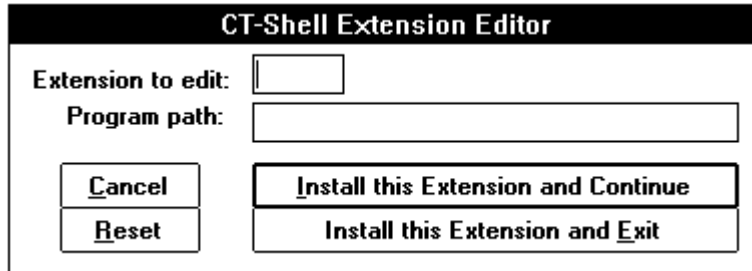 CT-Shell Extension Editor
Extension to edit:
Program path:
Cancel
Install this Extension and Continue
Reset
Install this Extension and Exit